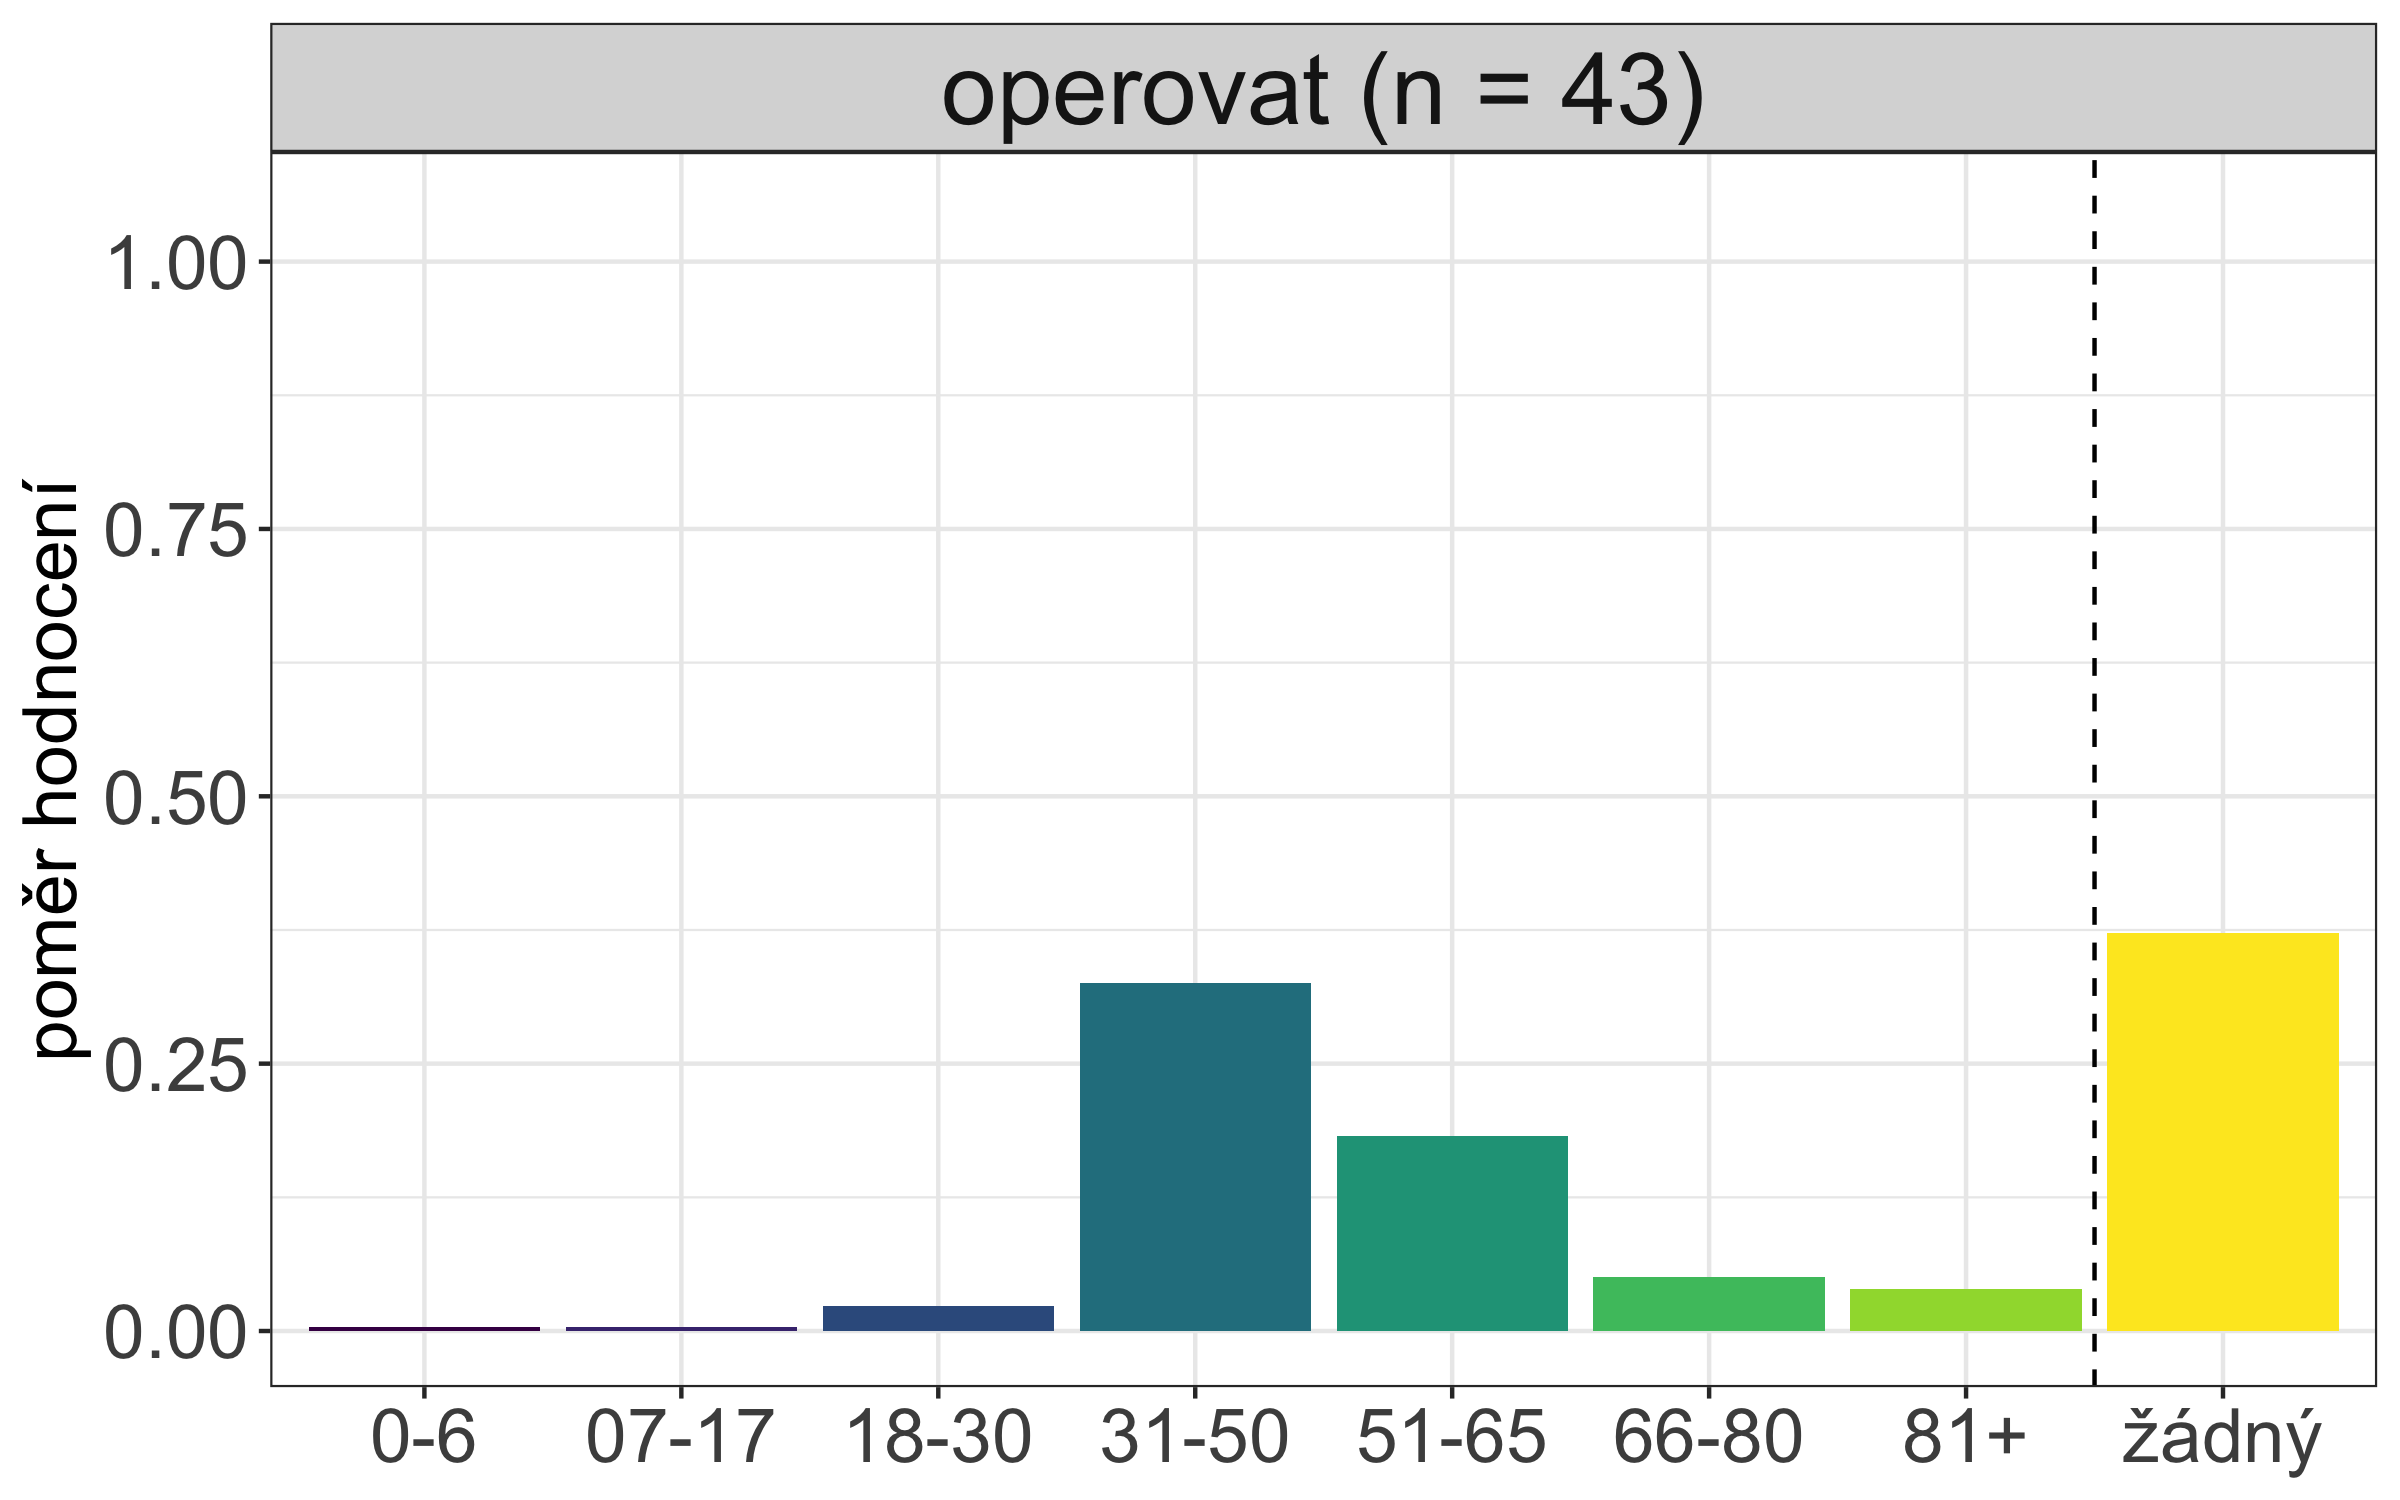 operovat (n = 43)
poměr hodnocení
1.00
0.75
0.50
0.25
0.00
0-6 07-17 18-30 31-50 51-65 66-80 81+ žádný